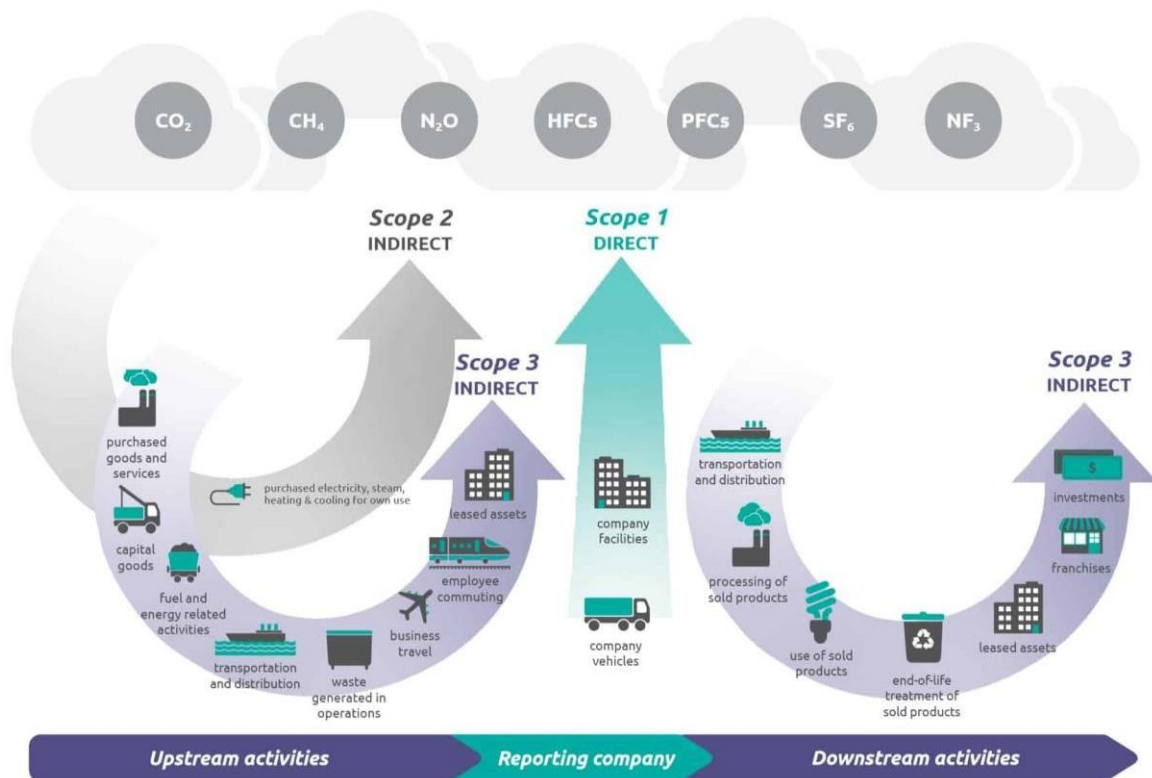 CO₂
CH₄
N₂O
HFCs
PFCs
SF₆
NF₃
Scope 2
INDIRECT
Scope 1
DIRECT
Scope 3
INDIRECT
Scope 3
INDIRECT
purchased
goods and
services
capital
goods
fuel and
energy related
activities
transportation
and distribution
waste
generated in
operations
business
travel
employee
commuting
leased assets
purchased electricity, steam,
heating & cooling for own use
company
facilities
company
vehicles
transportation
and distribution
processing of
sold products
use of sold
products
end-of-life
treatment of
sold products
leased assets
franchises
$
investments
Upstream activities
Reporting company
Downstream activities